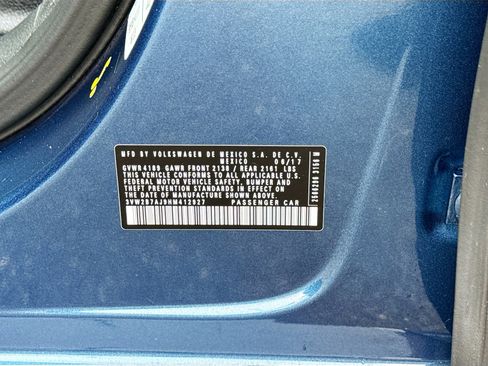 MFD BY VOLKSWAGEN DE MEXICO S.A. DE C.V.
MEXICO 08/17
GVWR 4189 GAWR FRONT 2138 / REAR 2161 LBS
THIS VEHICLE CONFORMS TO ALL APPLICABLE U.S.
FEDERAL MOTOR VEHICLE SAFETY, BUMPER AND
THEFT PREVENTION STANDARDS IN EFFECT ON
THE DATE OF MANUFACTURE SHOWN ABOVE
3VW2B7AJ9HM412927 PASSENGER CAR